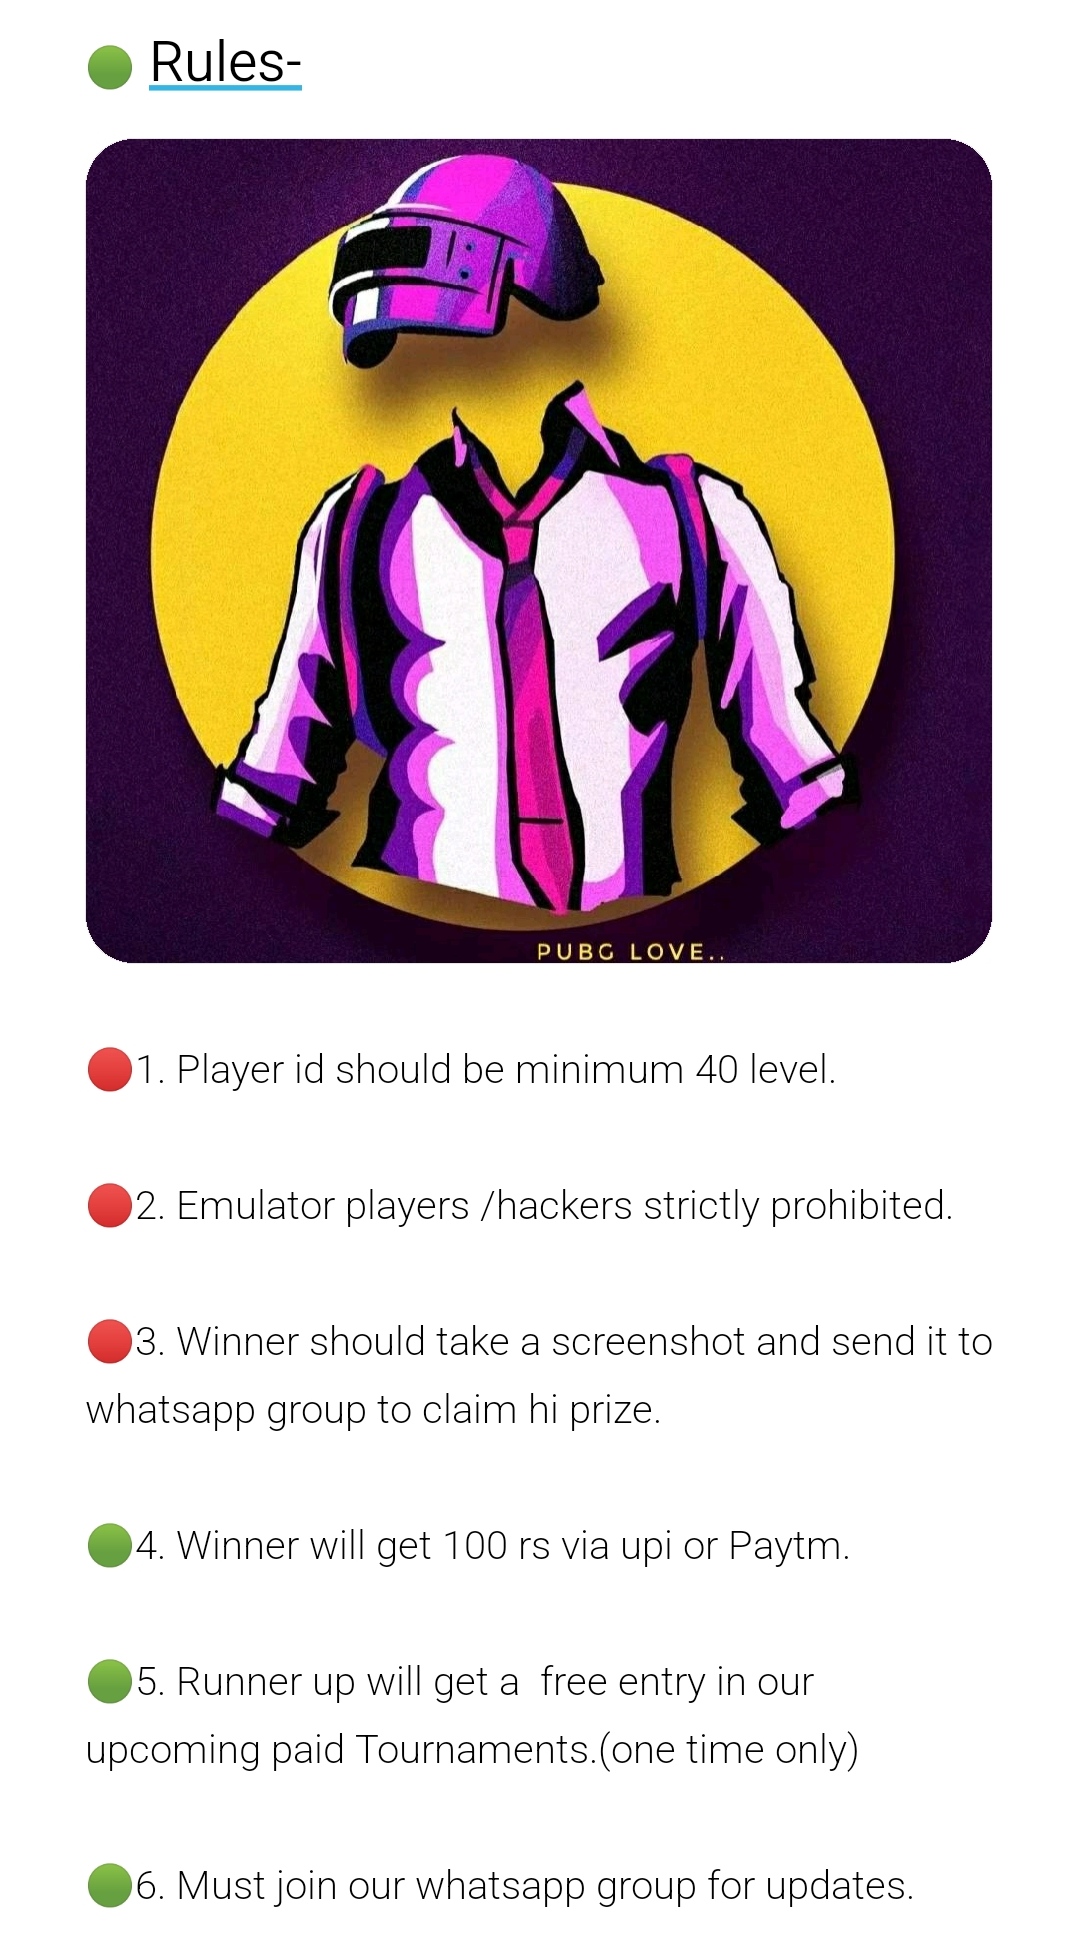 🟢 Rules-
PUBG LOVE..
🔴1. Player id should be minimum 40 level.
🔴2. Emulator players /hackers strictly prohibited.
🔴3. Winner should take a screenshot and send it to
whatsapp group to claim hi prize.
🟢4. Winner will get 100 rs via upi or Paytm.
🟢5. Runner up will get a  free entry in our
upcoming paid Tournaments.(one time only)
🟢6. Must join our whatsapp group for updates.